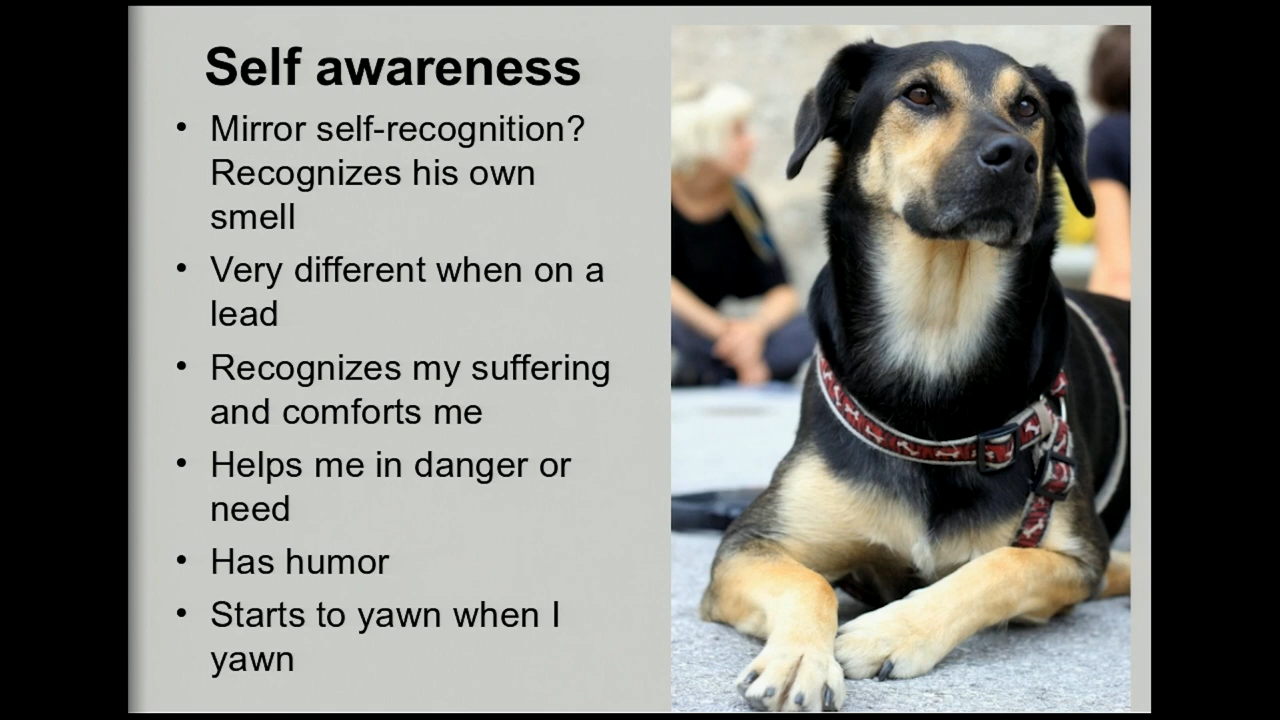 Self awareness
• Mirror self-recognition?
Recognizes his own
smell
• Very different when on a
lead
• Recognizes my suffering
and comforts me
• Helps me in danger or
need
• Has humor
• Starts to yawn when I
yawn